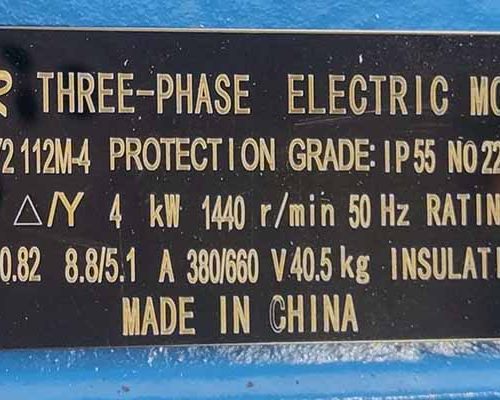 THREE-PHASE ELECTRIC MO
Y2 112M-4 PROTECTION GRADE: IP55 NO22
△/Y 4 kW 1440 r/min 50 Hz RATIN
0.82 8.8/5.1 A 380/660 V 40.5 kg INSULATI
MADE IN CHINA